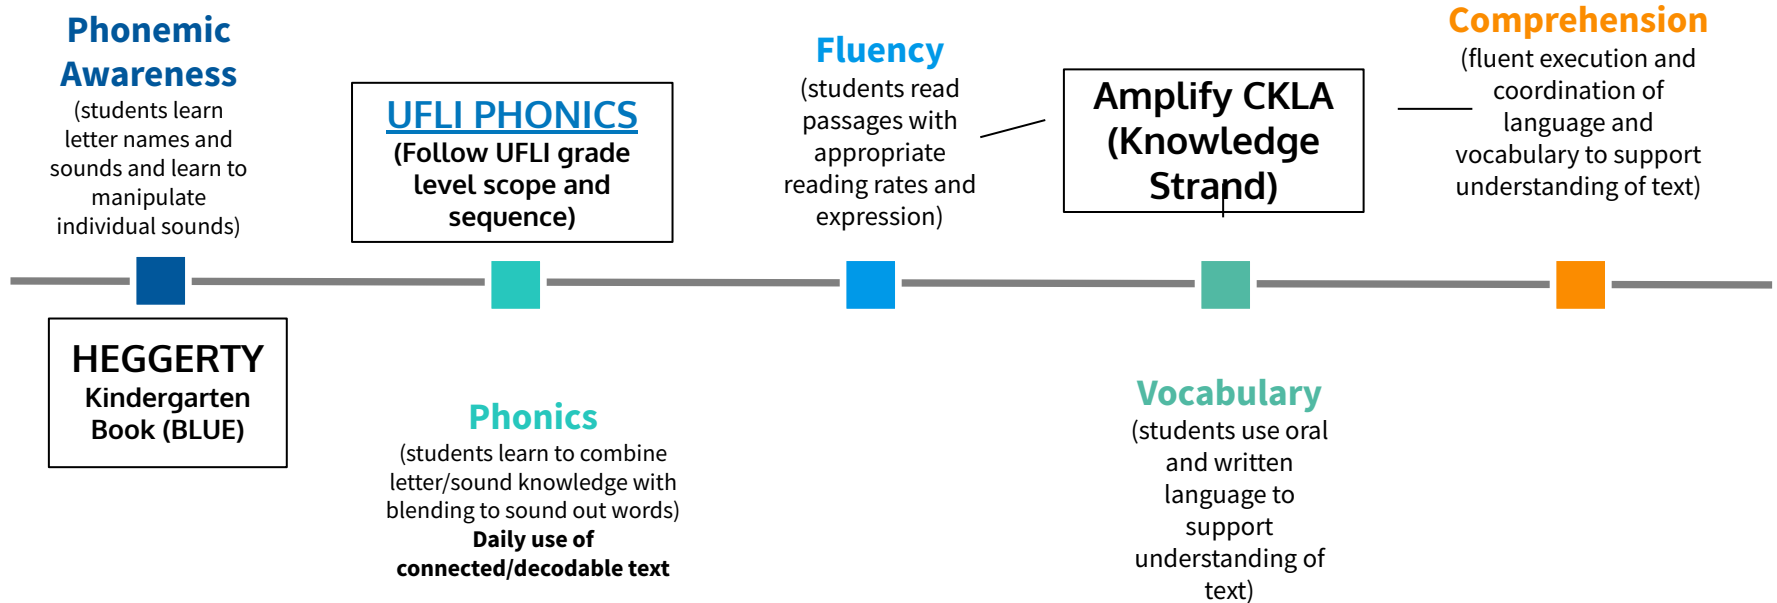 Phonemic
Awareness
(students learn
letter names and
sounds and learn to
manipulate
individual sounds)
HEGGERTY
Kindergarten
Book (BLUE)
UFLI PHONICS
(Follow UFLI grade
level scope and
sequence)
Phonics
(students learn to combine
letter/sound knowledge with
blending to sound out words)
Daily use of
connected/decodable text
Fluency
(students read
passages with
appropriate
reading rates and
expression)
Amplify CKLA
(Knowledge
Strand)
Vocabulary
(students use oral
and written
language to
support
understanding of
text)
Comprehension
(fluent execution and
coordination of
language and
vocabulary to support
understanding of text)